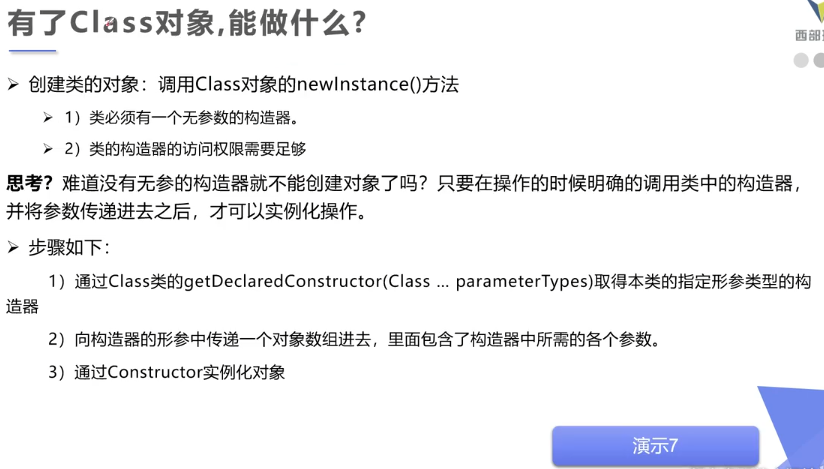 有了Class对象,能做什么?
西部
➢ 创建类的对象：调用Class对象的newInstance()方法
➢ 1）类必须有一个无参数的构造器。
➢ 2）类的构造器的访问权限需要足够
思考？难道没有无参的构造器就不能创建对象了吗？只要在操作的时候明确的调用类中的构造器，
并将参数传递进去之后，才可以实例化操作。
➢ 步骤如下：
1）通过Class类的getDeclaredConstructor(Class … parameterTypes)取得本类的指定形参类型的构
造器
2）向构造器的形参中传递一个对象数组进去，里面包含了构造器中所需的各个参数。
3）通过Constructor实例化对象
演示7